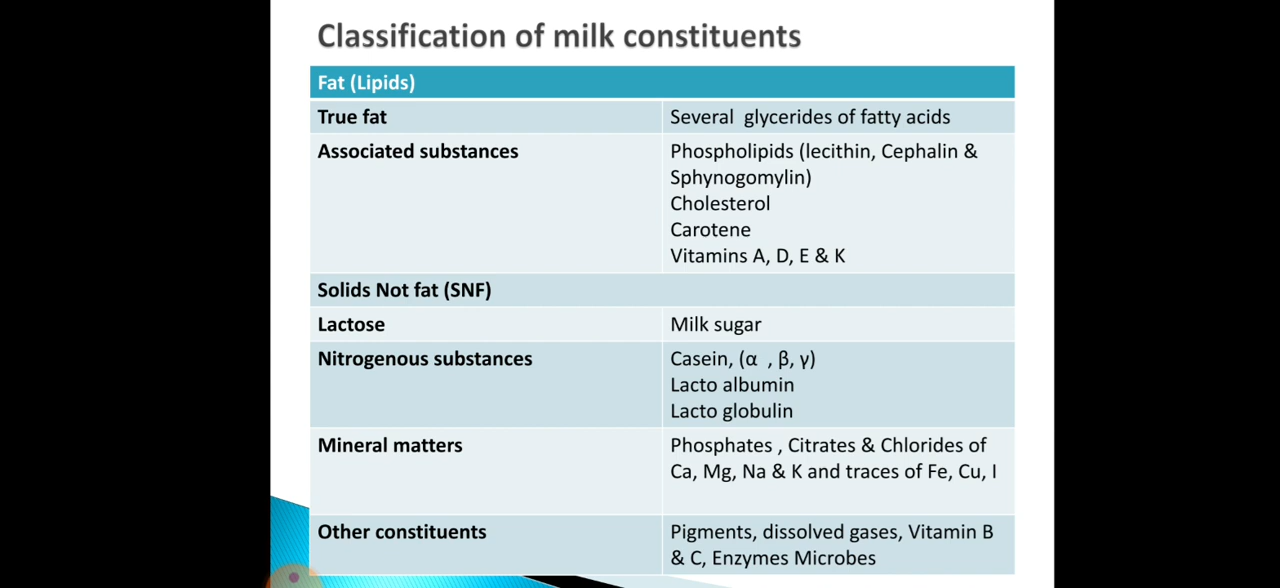 Classification of milk constituents
Fat (Lipids)
True fat
Several glycerides of fatty acids
Associated substances
Phospholipids (lecithin, Cephalin &
Sphynogomylin)
Cholesterol
Carotene
Vitamins A, D, E & K
Solids Not fat (SNF)
Lactose
Milk sugar
Nitrogenous substances
Casein, (α , β, γ)
Lacto albumin
Lacto globulin
Mineral matters
Phosphates , Citrates & Chlorides of
Ca, Mg, Na & K and traces of Fe, Cu, I
Other constituents
Pigments, dissolved gases, Vitamin B
& C, Enzymes Microbes